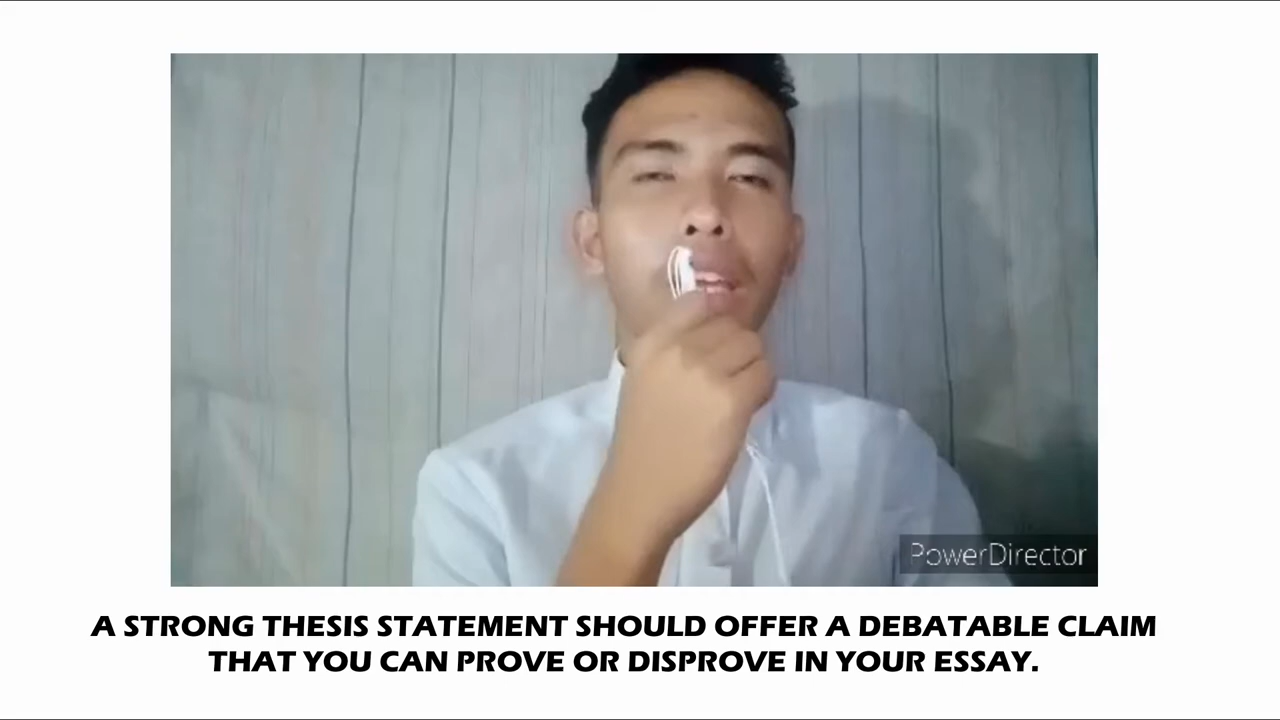 PowerDirector
A STRONG THESIS STATEMENT SHOULD OFFER A DEBATABLE CLAIM
THAT YOU CAN PROVE OR DISPROVE IN YOUR ESSAY.